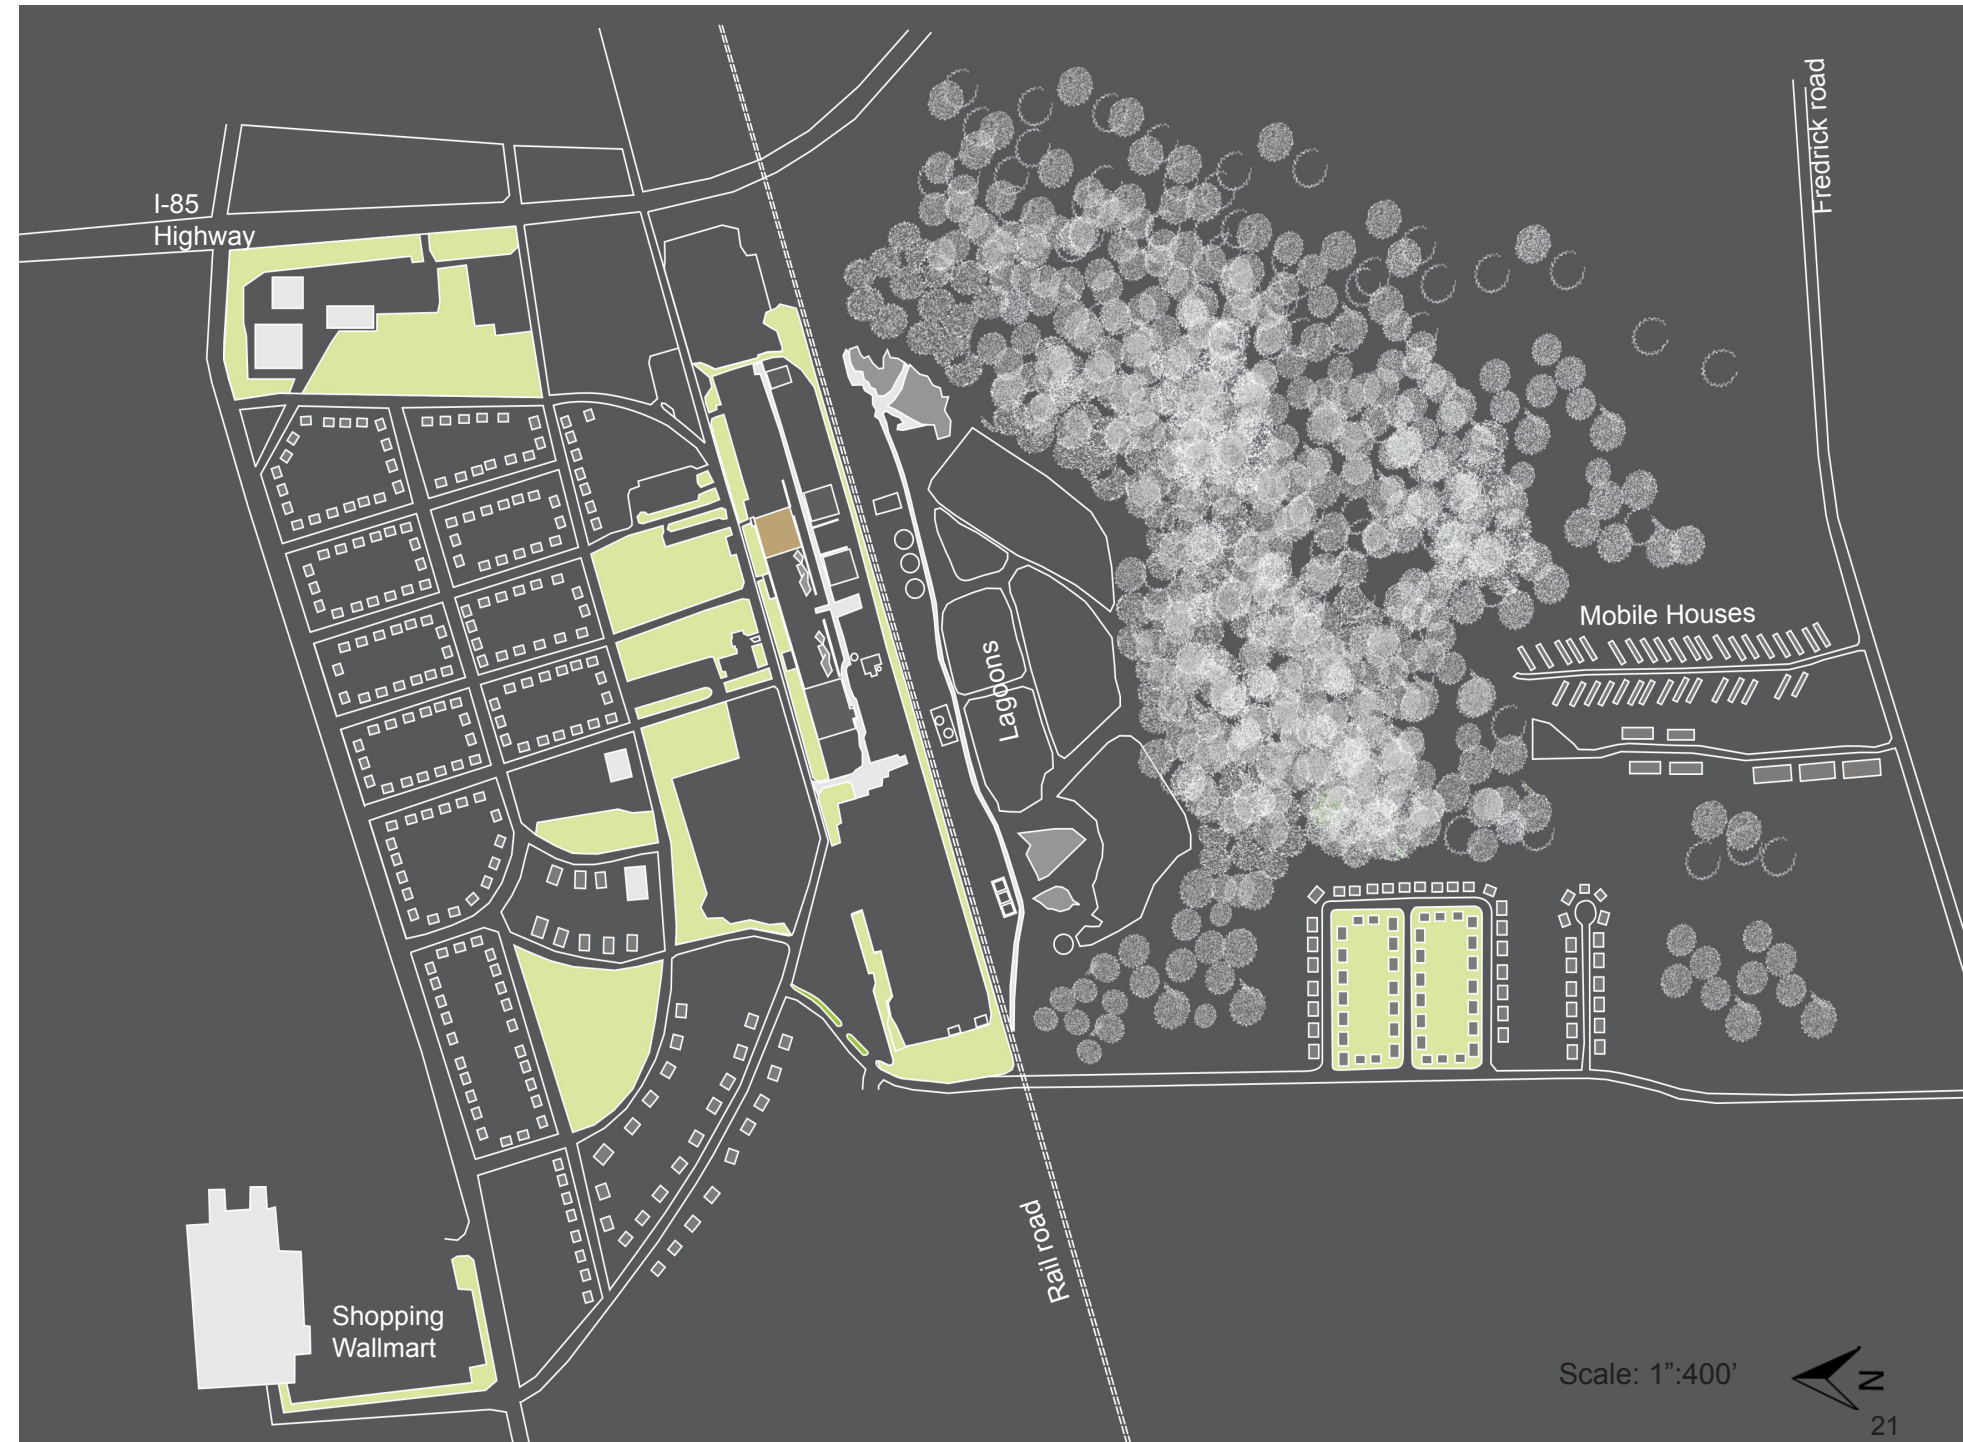 Fredrick road
I-85
Highway
Mobile Houses
Lagoons
Rail road
Shopping
Wallmart
Scale: 1”:400’
N
21